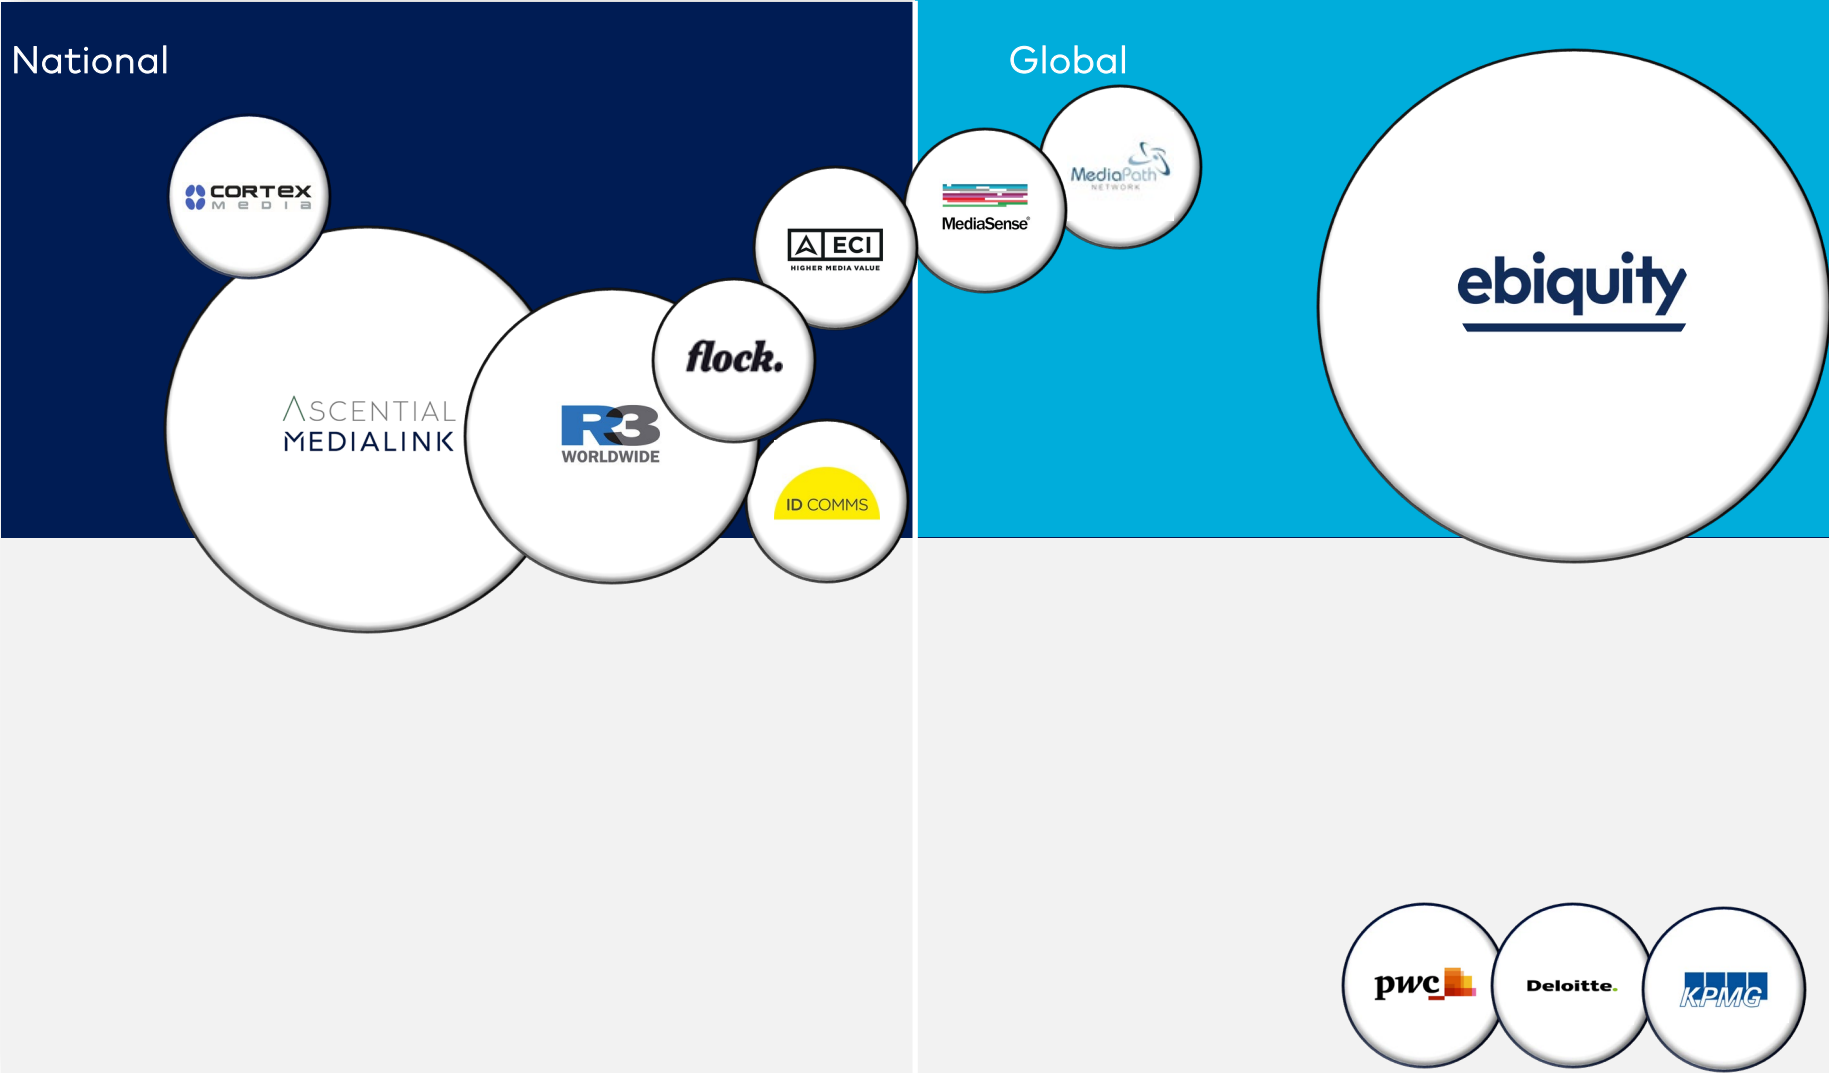 National
Global
CORTEX
MEDIA
MediaPath
NETWORK
MediaSense®
ECI
HIGHER MEDIA VALUE
ebiquity
flock.
ASCENTIAL
MEDIALINK
R3
WORLDWIDE
ID COMMS
pwc
Deloitte.
KPMG